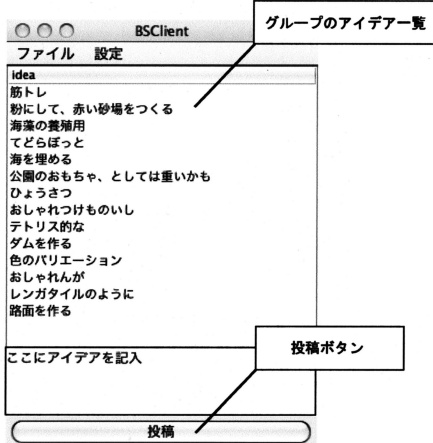 BSClient
グループのアイデア一覧
ファイル 設定
idea
筋トレ
粉にして、赤い砂場をつくる
海藻の養殖用
てどらぽっと
海を埋める
公園のおもちゃ、としては重いかも
ひょうさつ
おしゃれつけものいし
テトリス的な
ダムを作る
色のバリエーション
おしゃれんが
レンガタイルのように
路面を作る
ここにアイデアを記入
投稿ボタン
投稿